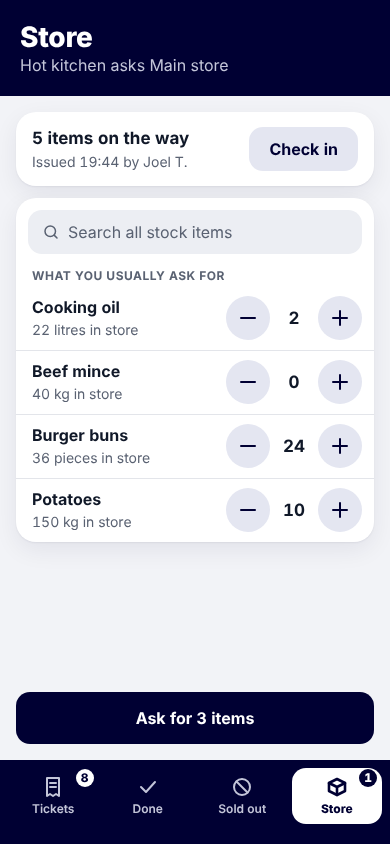 Store
Hot kitchen asks Main store
5 items on the way
Issued 19:44 by Joel T.
Check in
Search all stock items
WHAT YOU USUALLY ASK FOR
Cooking oil
22 litres in store
2
Beef mince
40 kg in store
0
Burger buns
36 pieces in store
24
Potatoes
150 kg in store
10
Ask for 3 items
8
Tickets
Done
Sold out
1
Store